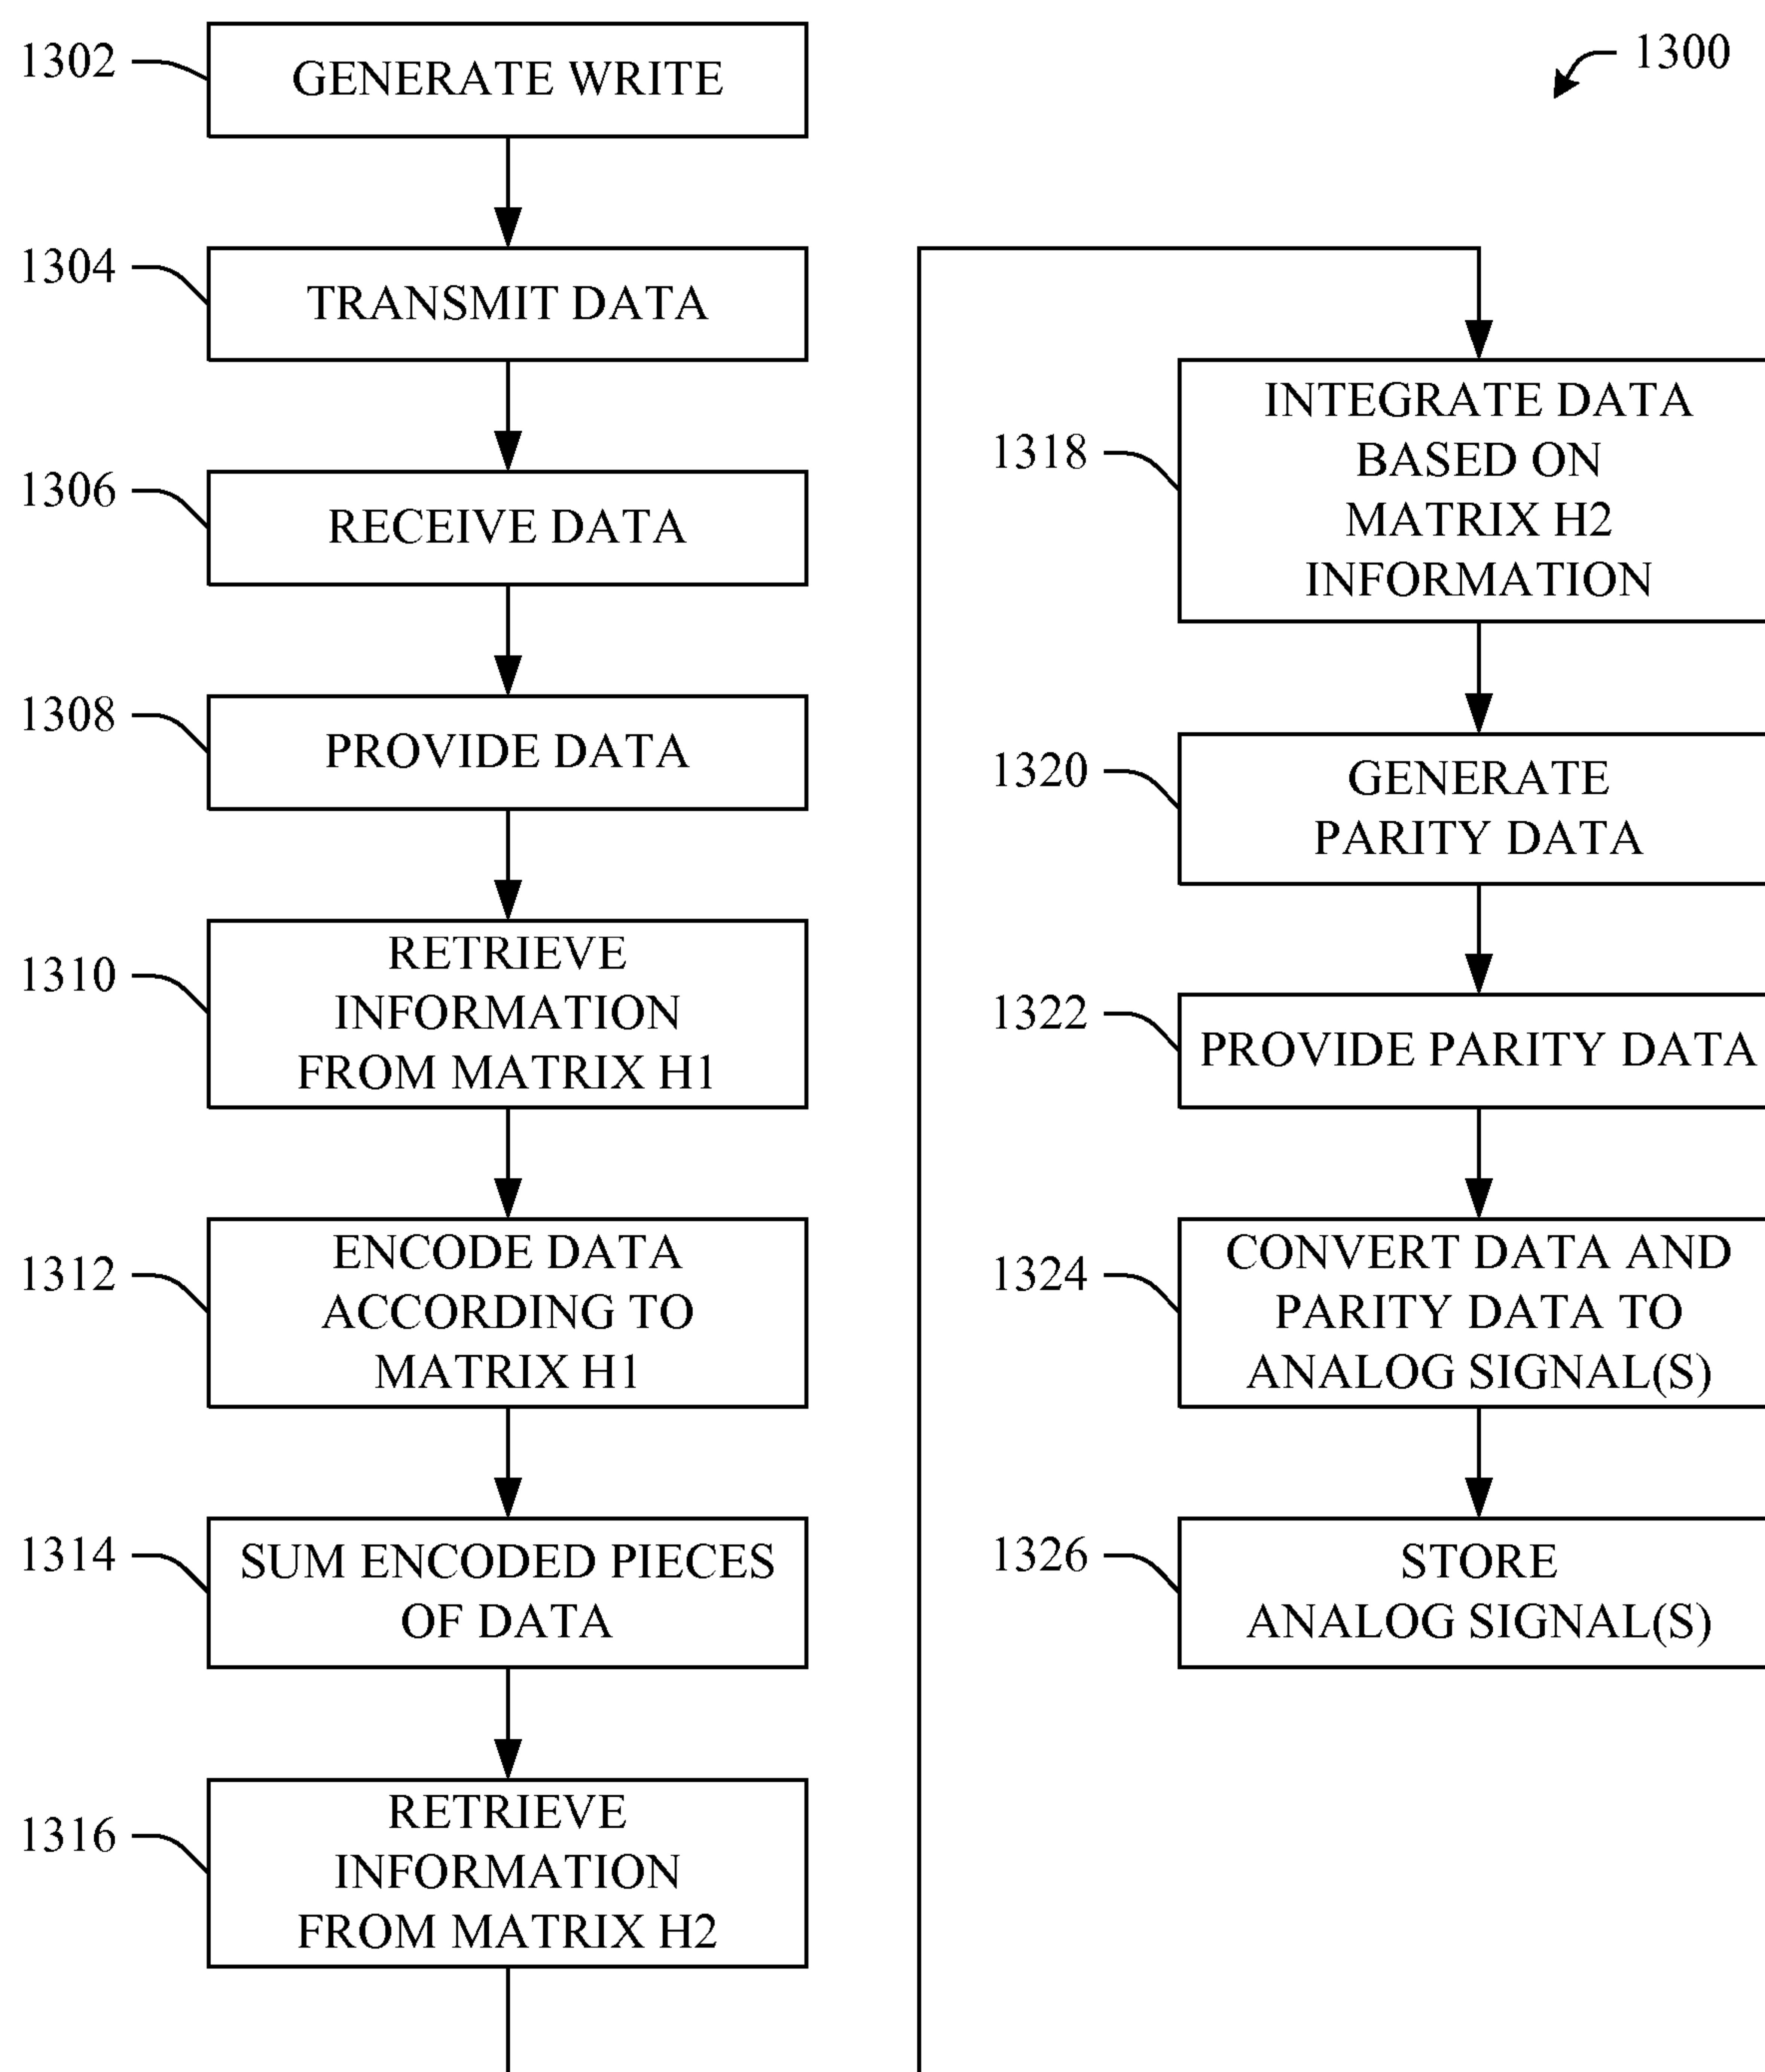 1300
1302
GENERATE WRITE
1304
TRANSMIT DATA
1306
RECEIVE DATA
1308
PROVIDE DATA
1310
RETRIEVE
INFORMATION
FROM MATRIX H1
1312
ENCODE DATA
ACCORDING TO
MATRIX H1
1314
SUM ENCODED PIECES
OF DATA
1316
RETRIEVE
INFORMATION
FROM MATRIX H2
1318
INTEGRATE DATA
BASED ON
MATRIX H2
INFORMATION
1320
GENERATE
PARITY DATA
1322
PROVIDE PARITY DATA
1324
CONVERT DATA AND
PARITY DATA TO
ANALOG SIGNAL(S)
1326
STORE
ANALOG SIGNAL(S)